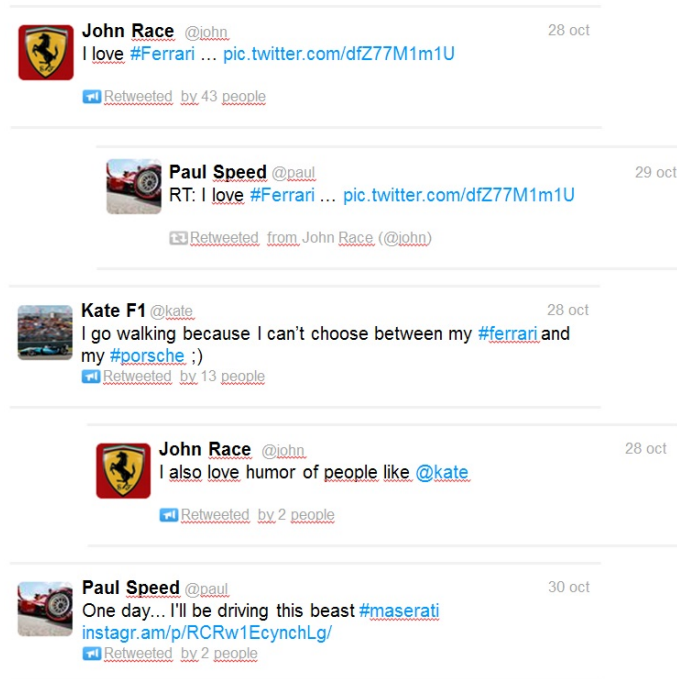 John Race @john 28 oct
I love #Ferrari ... pic.twitter.com/dfZ77M1m1U
Retweeted by 43 people
Paul Speed @paul 29 oct
RT: I love #Ferrari ... pic.twitter.com/dfZ77M1m1U
Retweeted from John Race (@john)
Kate F1 @kate 28 oct
I go walking because I can't choose between my #ferrari and
my #porsche ;)
Retweeted by 13 people
John Race @john 28 oct
I also love humor of people like @kate
Retweeted by 2 people
Paul Speed @paul 30 oct
One day... I'll be driving this beast #maserati
instagr.am/p/RCRw1EcynchLg/
Retweeted by 2 people